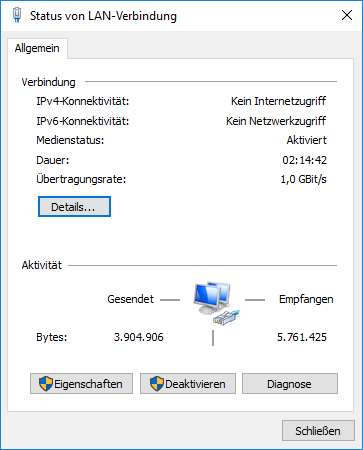 Status von LAN-Verbindung
Allgemein
Verbindung
IPv4-Konnektivität: Kein Internetzugriff
IPv6-Konnektivität: Kein Netzwerkzugriff
Medienstatus: Aktiviert
Dauer: 02:14:42
Übertragungsrate: 1,0 GBit/s
Details...
Aktivität
Gesendet Empfangen
Bytes: 3.904.906 5.761.425
Eigenschaften Deaktivieren Diagnose
Schließen